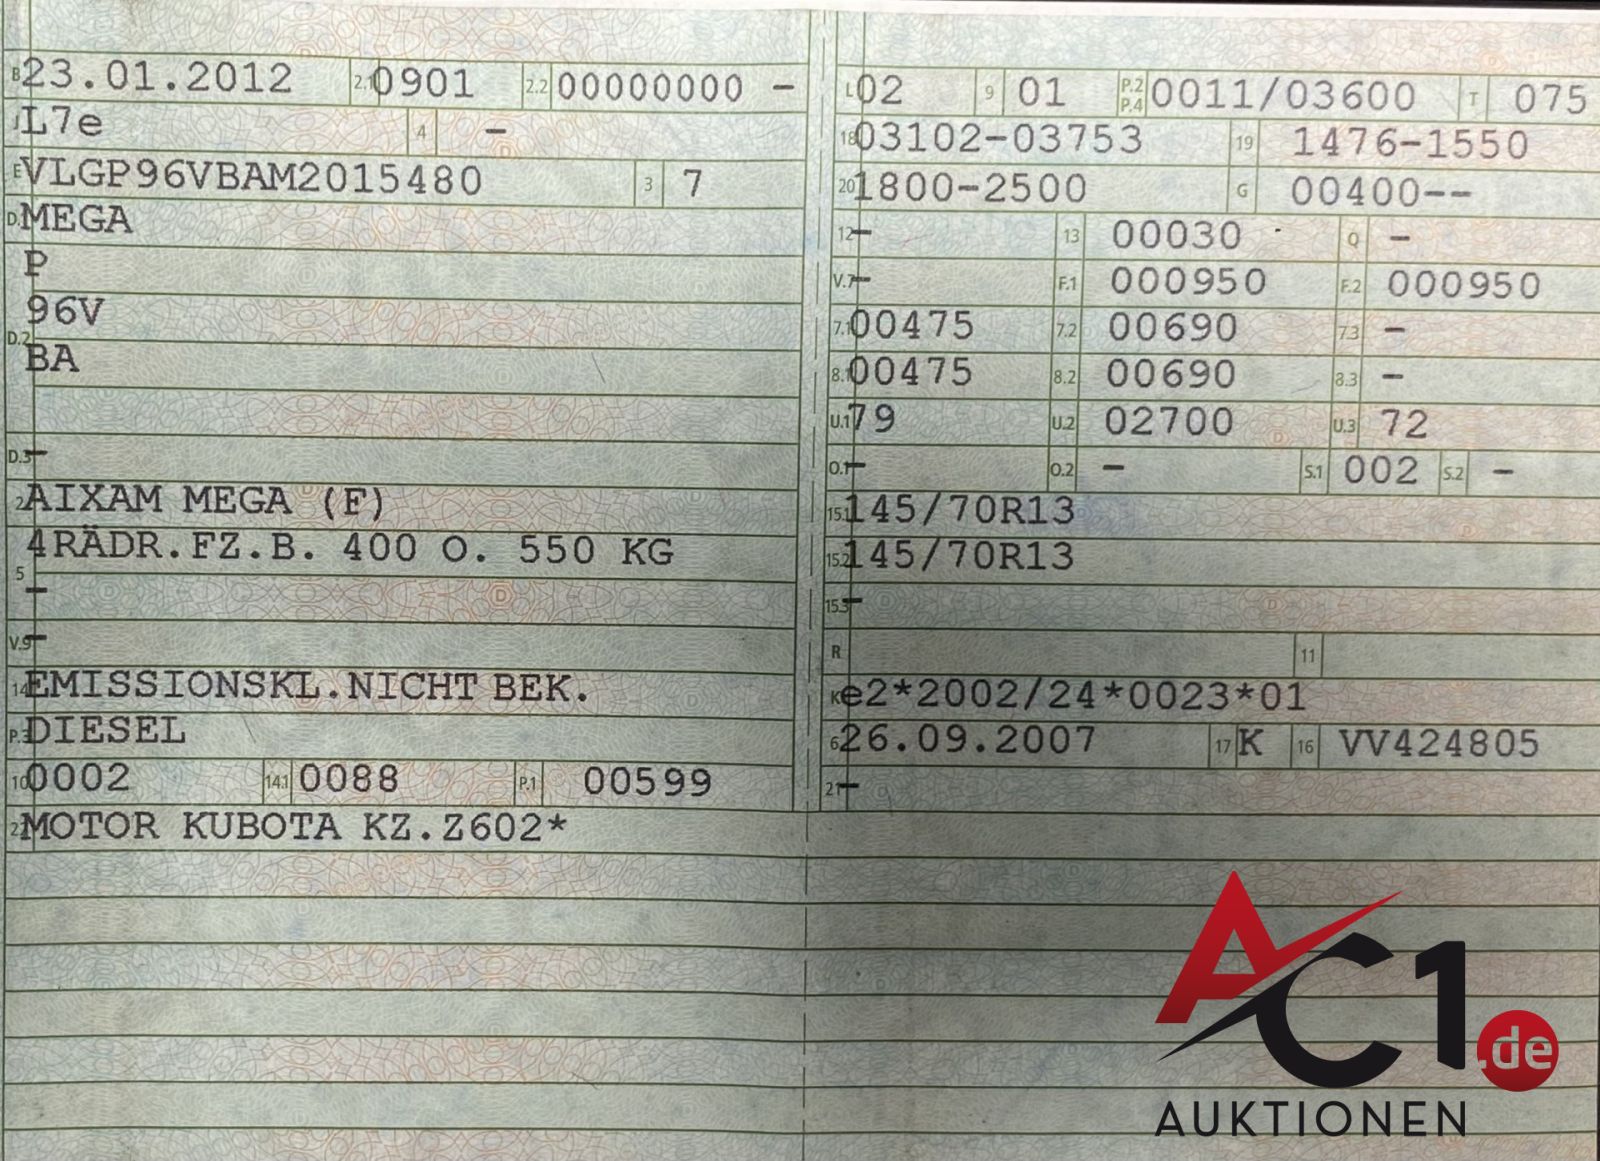 B 23.01.2012 2.1 0901 2.2 00000000 -
J L7e 4 -
E VLGP96VBAM2015480 3 7
D.1 MEGA
P
96V
D.2 BA
D.3 -
2 AIXAM MEGA (F)
4RÄDR.FZ.B. 400 O. 550 KG
5 -
V.9 -
14 EMISSIONSKL.NICHT BEK.
P.3 DIESEL
10 0002 14.1 0088 P.1 00599
22 MOTOR KUBOTA KZ.Z602*
L 02 9 01 P.2 P.4 0011/03600 T 075
18 03102-03753 19 1476-1550
20 1800-2500 G 00400--
12 - 13 00030 Q -
V.7 - F.1 000950 F.2 000950
7.1 00475 7.2 00690 7.3 -
8.1 00475 8.2 00690 8.3 -
U.1 79 U.2 02700 U.3 72
O.1 - O.2 - S.1 002 S.2 -
15.1 145/70R13
15.2 145/70R13
15.3 -
R 11
K e2*2002/24*0023*01
6 26.09.2007 17 K 16 VV424805
21 -
AC1.de
AUKTIONEN